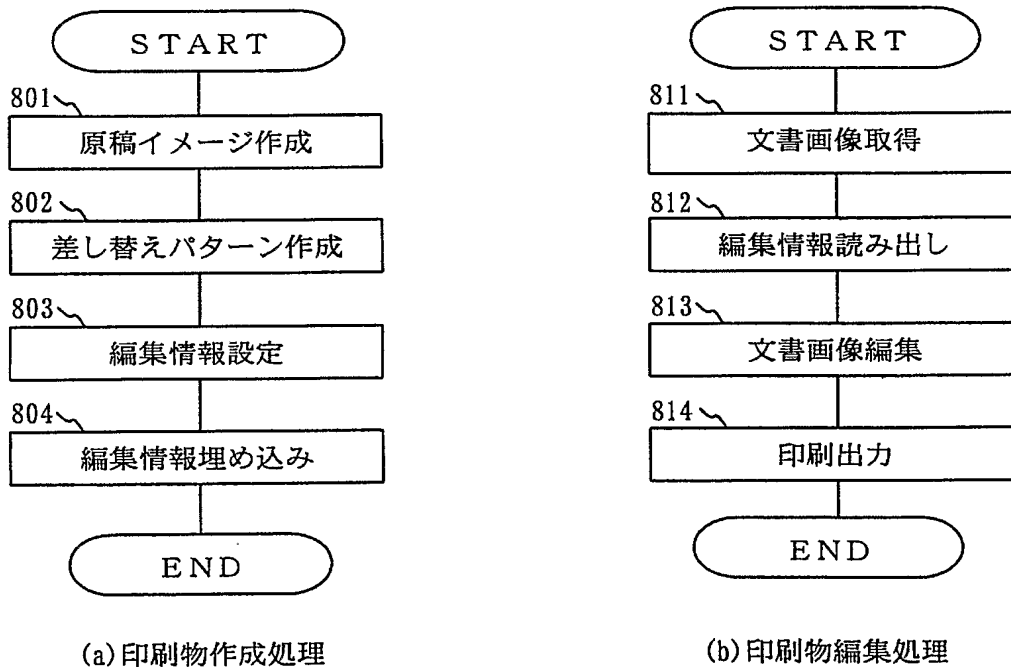 START
801
原稿イメージ作成
802
差し替えパターン作成
803
編集情報設定
804
編集情報埋め込み
END
(a)印刷物作成処理
START
811
文書画像取得
812
編集情報読み出し
813
文書画像編集
814
印刷出力
END
(b)印刷物編集処理